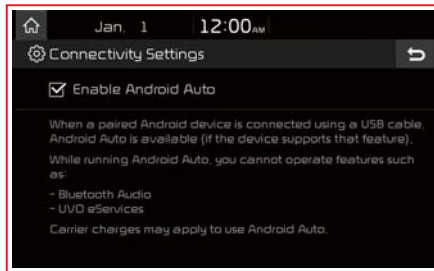 Jan. 1 12:00AM
Connectivity Settings
Enable Android Auto
When a paired Android device is connected using a USB cable,
Android Auto is available (if the device supports that feature).
While running Android Auto, you cannot operate features such
as:
- Bluetooth Audio
- UVO eServices
Carrier charges may apply to use Android Auto.